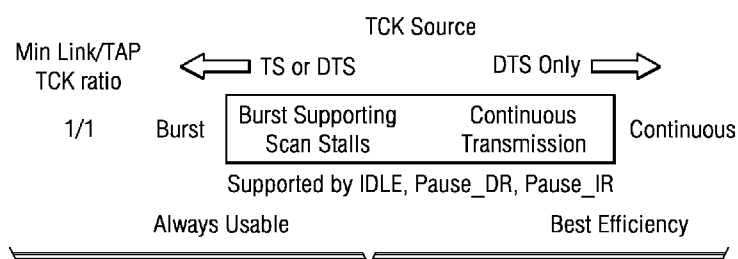 TCK Source
Min Link/TAP
TCK ratio
TS or DTS
DTS Only
1/1
Burst
Burst Supporting
Scan Stalls
Continuous
Transmission
Continuous
Supported by IDLE, Pause_DR, Pause_IR
Always Usable
Best Efficiency